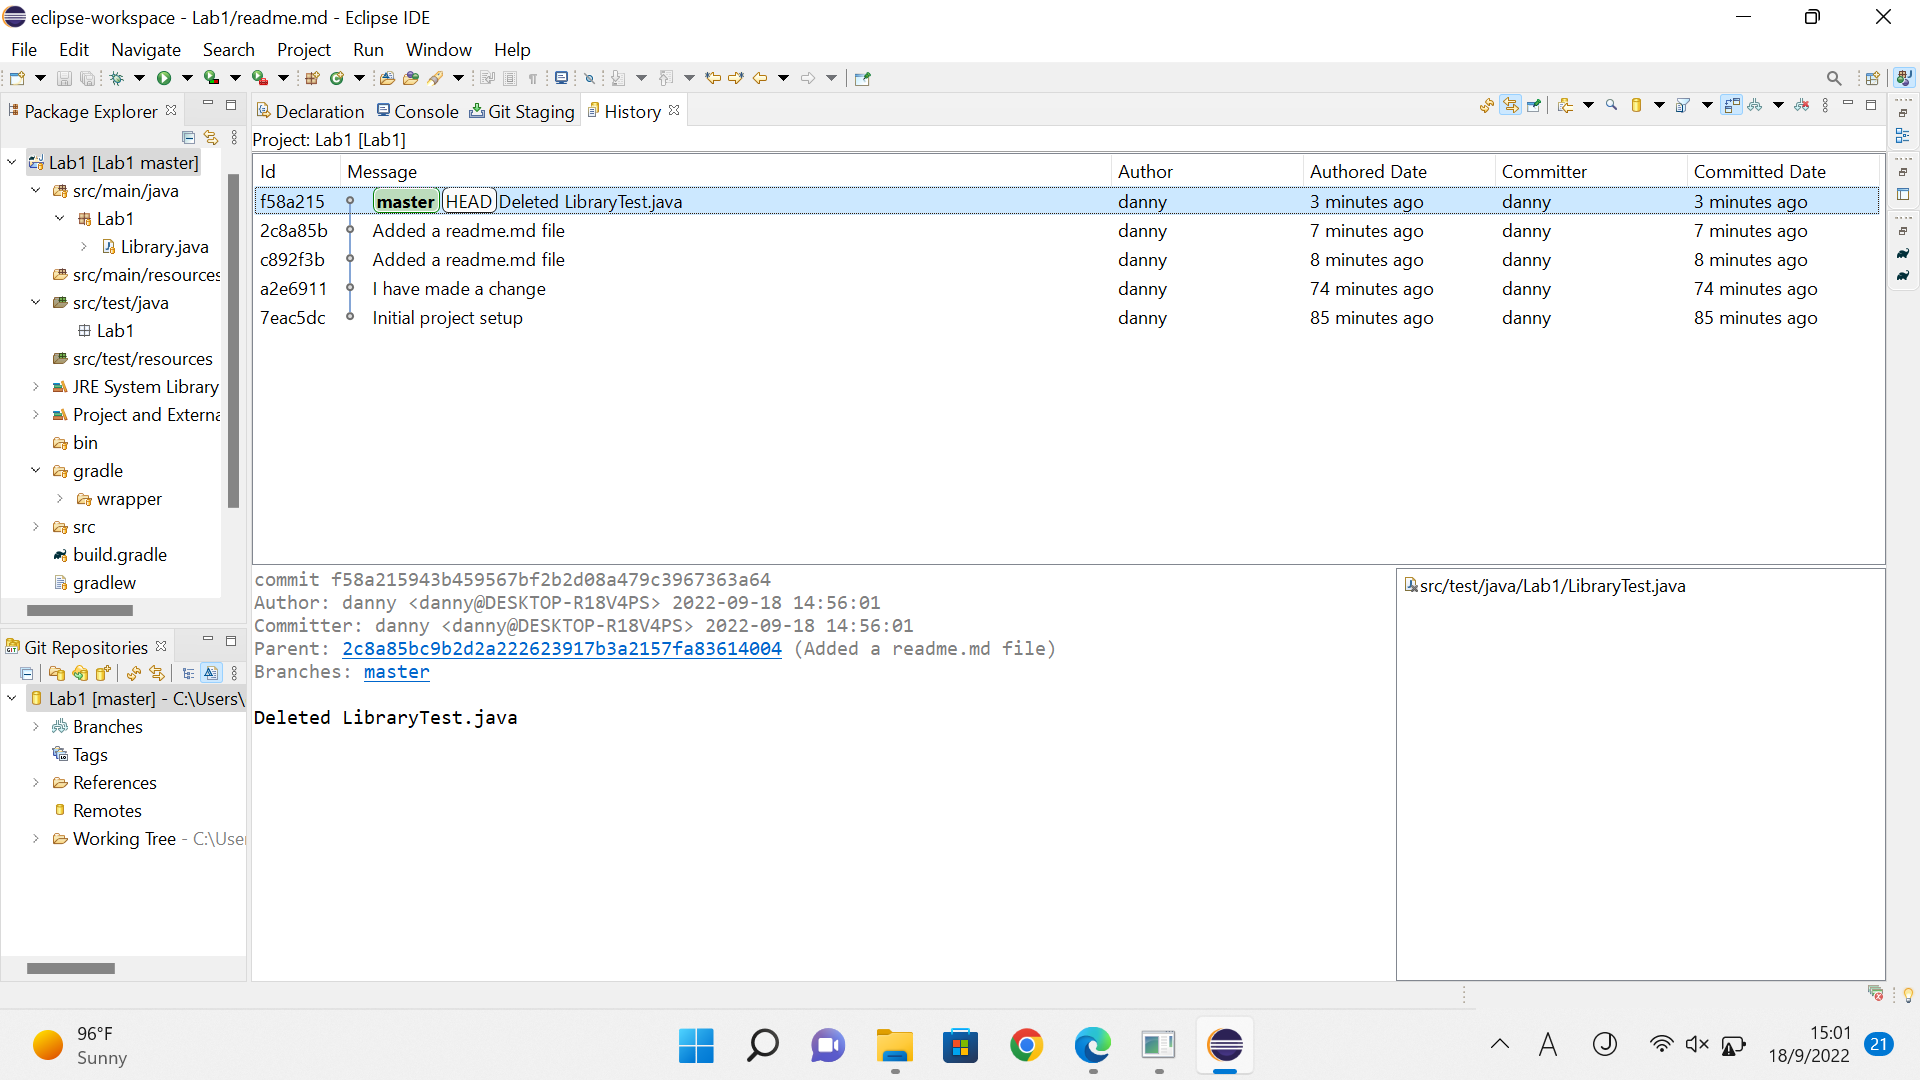 eclipse-workspace - Lab1/readme.md - Eclipse IDE
File Edit Navigate Search Project Run Window Help
Package Explorer
Lab1 [Lab1 master]
src/main/java
Lab1
Library.java
src/main/resources
src/test/java
Lab1
src/test/resources
JRE System Library
Project and Externa
bin
gradle
wrapper
src
build.gradle
gradlew
Git Repositories
Lab1 [master] - C:\Users\
Branches
Tags
References
Remotes
Working Tree - C:\User
Declaration Console Git Staging History
Project: Lab1 [Lab1]
Id Message Author Authored Date Committer Committed Date
f58a215 master HEAD Deleted LibraryTest.java danny 3 minutes ago danny 3 minutes ago
2c8a85b Added a readme.md file danny 7 minutes ago danny 7 minutes ago
c892f3b Added a readme.md file danny 8 minutes ago danny 8 minutes ago
a2e6911 I have made a change danny 74 minutes ago danny 74 minutes ago
7eac5dc Initial project setup danny 85 minutes ago danny 85 minutes ago
commit f58a215943b459567bf2b2d08a479c3967363a64
Author: danny <danny@DESKTOP-R18V4PS> 2022-09-18 14:56:01
Committer: danny <danny@DESKTOP-R18V4PS> 2022-09-18 14:56:01
Parent: 2c8a85bc9b2d2a222623917b3a2157fa83614004 (Added a readme.md file)
Branches: master
Deleted LibraryTest.java
src/test/java/Lab1/LibraryTest.java
96°F
Sunny
A
J
15:01
18/9/2022
21